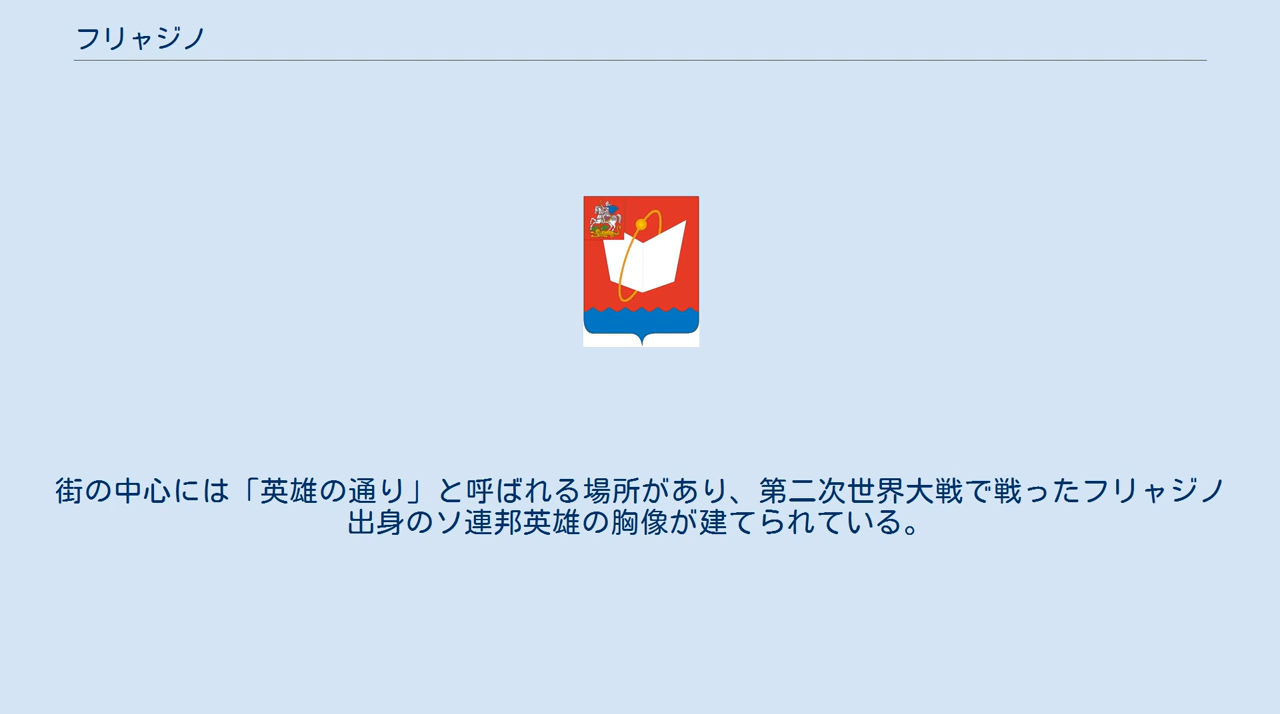 フリャジノ
街の中心には「英雄の通り」と呼ばれる場所があり、第二次世界大戦で戦ったフリャジノ
出身のソ連邦英雄の胸像が建てられている。